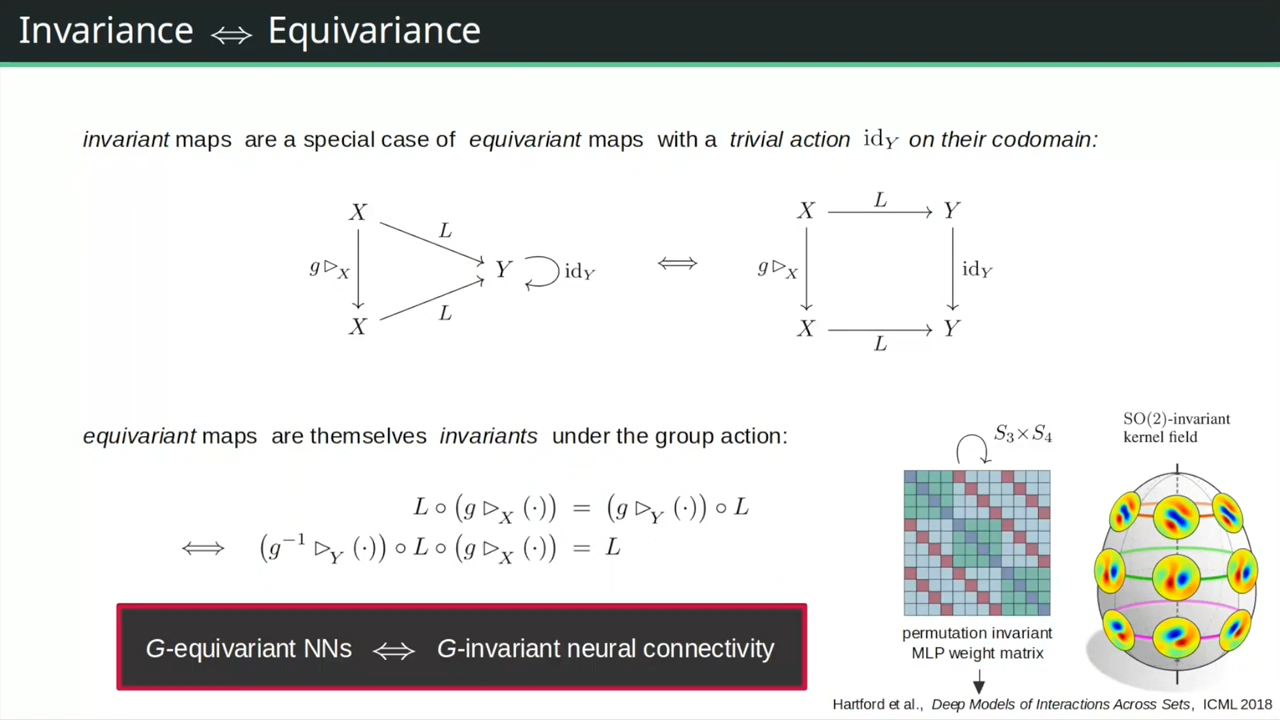 Invariance ⟺ Equivariance
invariant maps are a special case of equivariant maps with a trivial action id_Y on their codomain:
X
L
g ▷_X
Y
id_Y
L
X
⟺
X
L
Y
g ▷_X
id_Y
X
L
Y
equivariant maps are themselves invariants under the group action:
L ∘ (g ▷_X (·)) = (g ▷_Y (·)) ∘ L
⟺ (g^{-1} ▷_Y (·)) ∘ L ∘ (g ▷_X (·)) = L
G-equivariant NNs ⟺ G-invariant neural connectivity
S_3 × S_4
permutation invariant
MLP weight matrix
SO(2)-invariant
kernel field
Hartford et al., Deep Models of Interactions Across Sets, ICML 2018